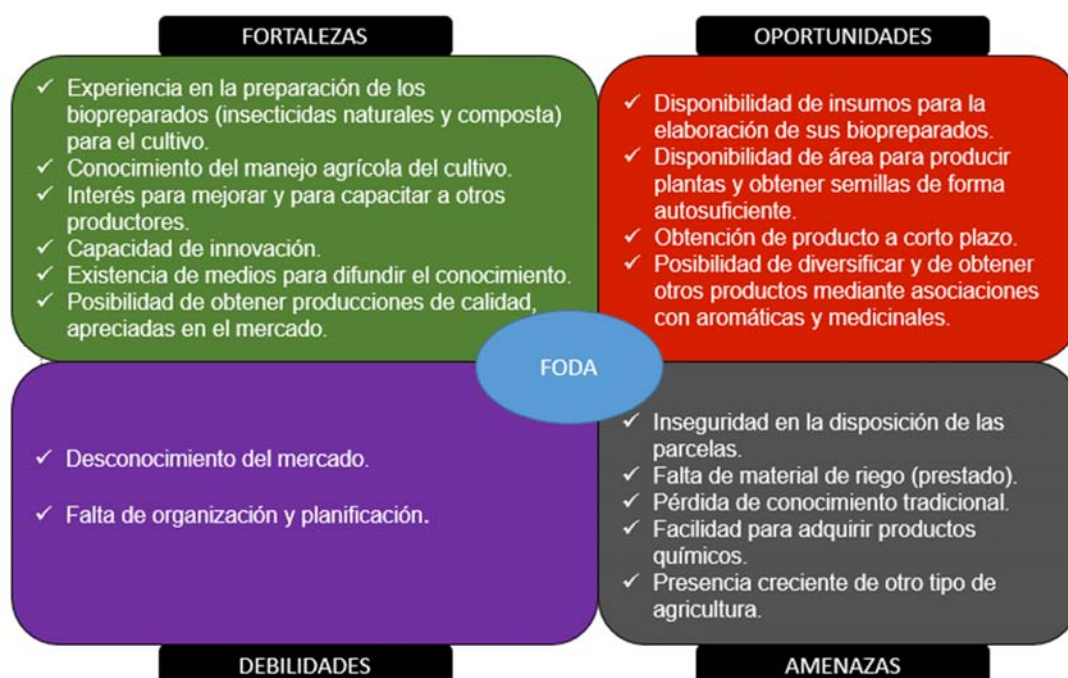 FORTALEZAS
✓ Experiencia en la preparación de los
biopreparados (insecticidas naturales y composta)
para el cultivo.
✓ Conocimiento del manejo agrícola del cultivo.
✓ Interés para mejorar y para capacitar a otros
productores.
✓ Capacidad de innovación.
✓ Existencia de medios para difundir el conocimiento.
✓ Posibilidad de obtener producciones de calidad,
apreciadas en el mercado.
OPORTUNIDADES
✓ Disponibilidad de insumos para la
elaboración de sus biopreparados.
✓ Disponibilidad de área para producir
plantas y obtener semillas de forma
autosuficiente.
✓ Obtención de producto a corto plazo.
✓ Posibilidad de diversificar y de obtener
otros productos mediante asociaciones
con aromáticas y medicinales.
FODA
✓ Desconocimiento del mercado.
✓ Falta de organización y planificación.
DEBILIDADES
✓ Inseguridad en la disposición de las
parcelas.
✓ Falta de material de riego (prestado).
✓ Pérdida de conocimiento tradicional.
✓ Facilidad para adquirir productos
químicos.
✓ Presencia creciente de otro tipo de
agricultura.
AMENAZAS